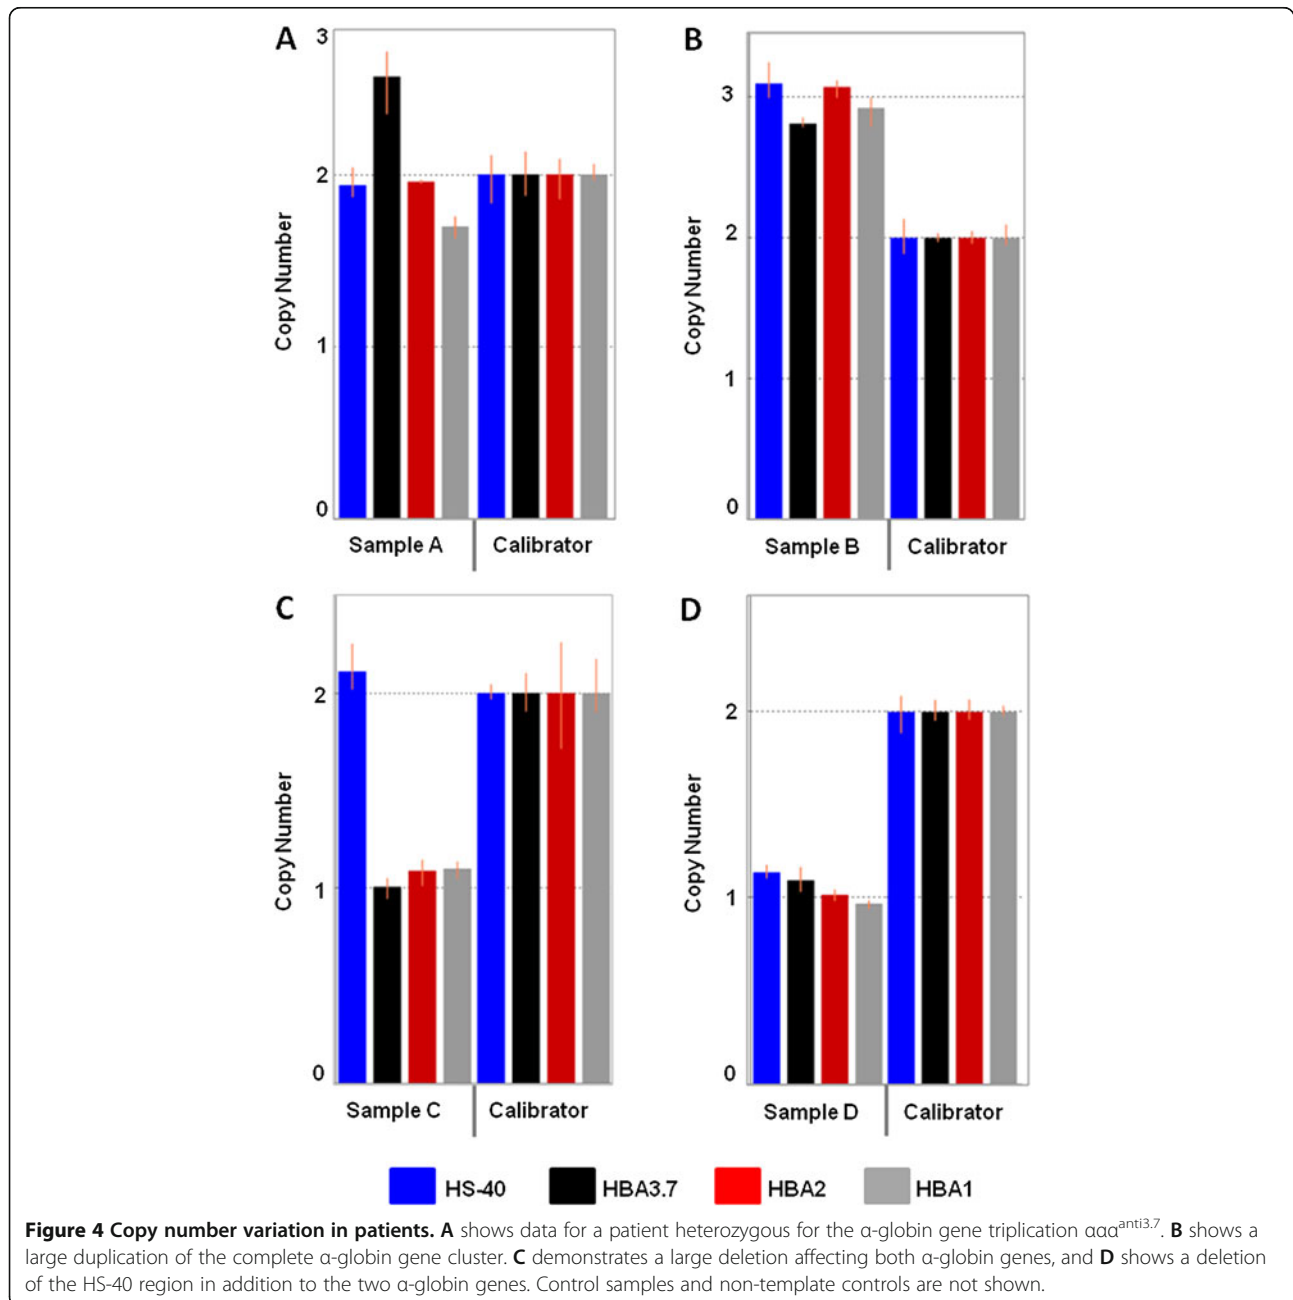 A
3
2
1
0
Copy Number
Sample A
Calibrator
B
3
2
1
0
Copy Number
Sample B
Calibrator
C
2
1
0
Copy Number
Sample C
Calibrator
D
2
1
0
Copy Number
Sample D
Calibrator
HS-40
HBA3.7
HBA2
HBA1
Figure 4 Copy number variation in patients. A shows data for a patient heterozygous for the α-globin gene triplication ααα^anti3.7. B shows a
large duplication of the complete α-globin gene cluster. C demonstrates a large deletion affecting both α-globin genes, and D shows a deletion
of the HS-40 region in addition to the two α-globin genes. Control samples and non-template controls are not shown.